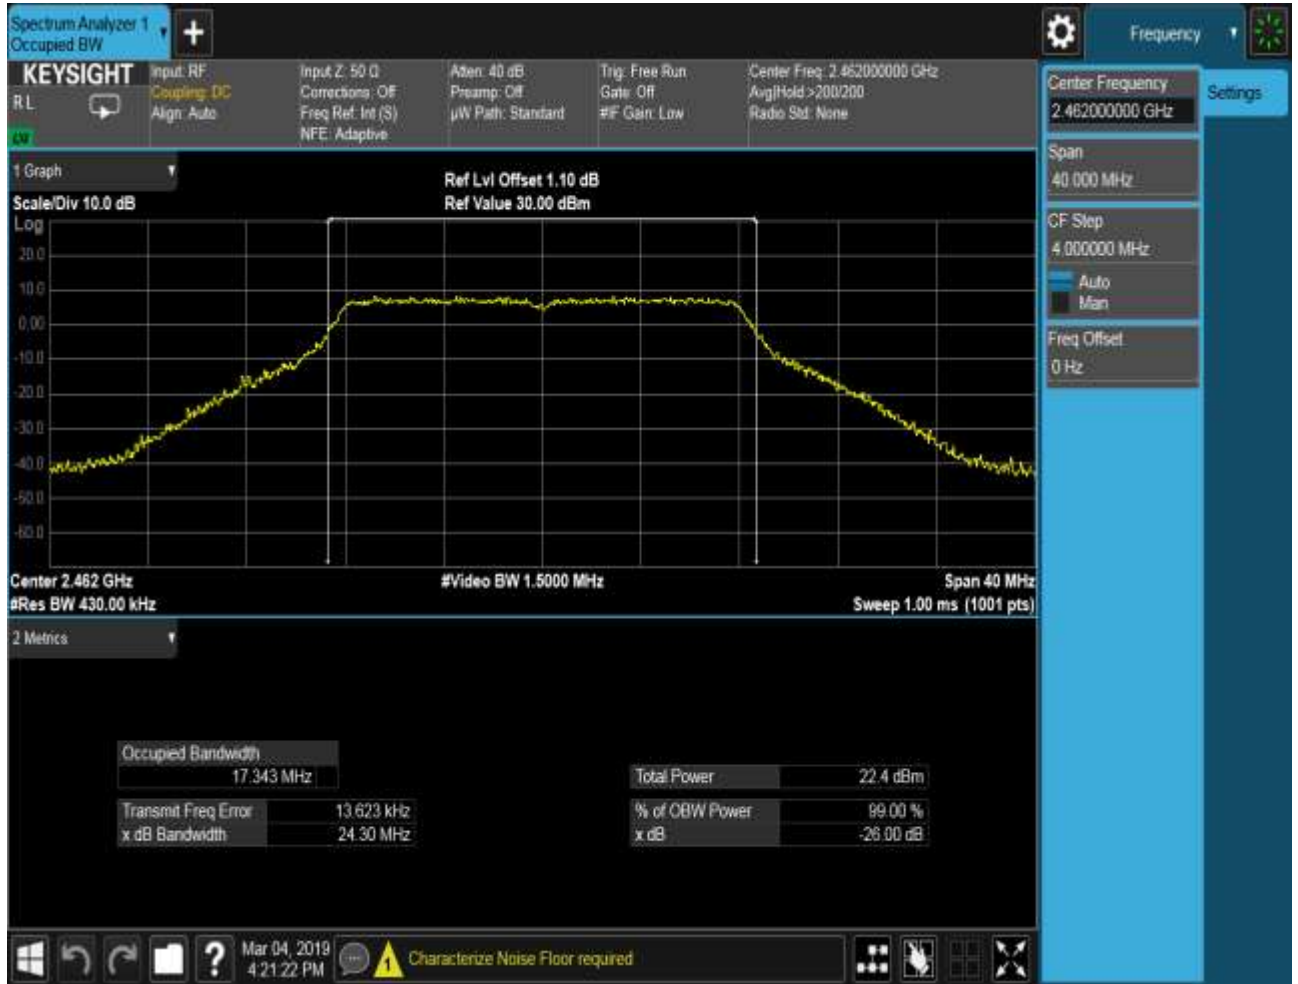 Spectrum Analyzer 1
Occupied BW
Frequency
KEYSIGHT
R L
Input: RF
Coupling: DC
Align: Auto
Input Z: 50 Ω
Corrections: Off
Freq Ref: Int (S)
NFE: Adaptive
Atten: 40 dB
Preamp: Off
µW Path: Standard
Trig: Free Run
Gate: Off
#IF Gain: Low
Center Freq: 2.462000000 GHz
Avg|Hold:>200/200
Radio Std: None
Center Frequency
2.462000000 GHz
Settings
Span
40.000 MHz
CF Step
4.000000 MHz
Auto
Man
Freq Offset
0 Hz
1 Graph
Scale/Div 10.0 dB
Ref Lvl Offset 1.10 dB
Ref Value 30.00 dBm
Log
20.0
10.0
0.00
-10.0
-20.0
-30.0
-40.0
-50.0
-60.0
Center 2.462 GHz
#Video BW 1.5000 MHz
Span 40 MHz
#Res BW 430.00 kHz
Sweep 1.00 ms (1001 pts)
2 Metrics
Occupied Bandwidth
17.343 MHz
Total Power 22.4 dBm
Transmit Freq Error 13.623 kHz
% of OBW Power 99.00 %
x dB Bandwidth 24.30 MHz
x dB -26.00 dB
Mar 04, 2019
4:21:22 PM
1
Characterize Noise Floor required